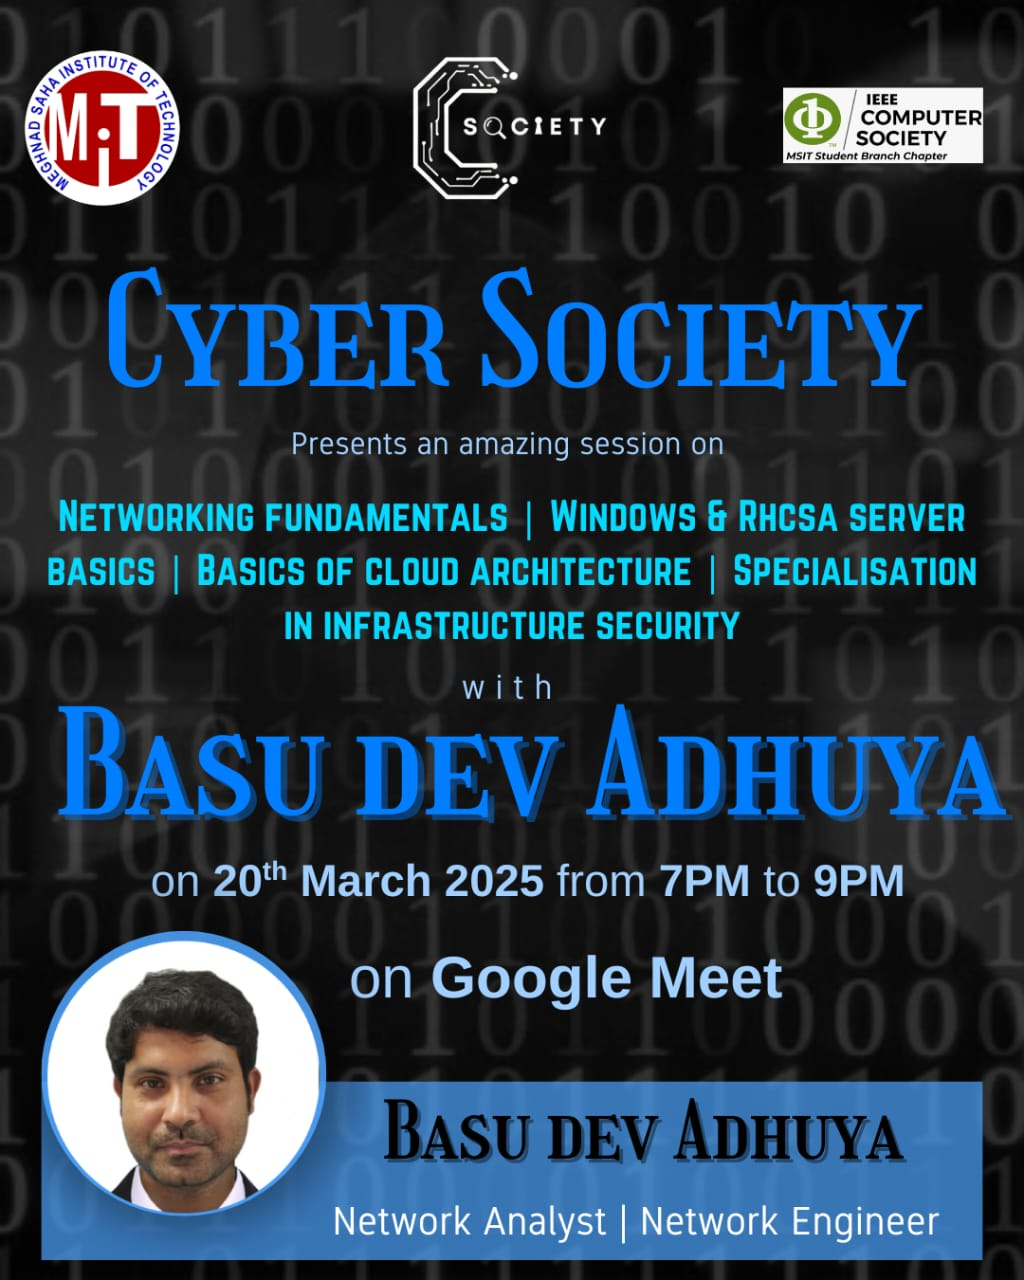 MEGHNAD SAHA INSTITUTE OF TECHNOLOGY
MiT
SOCIETY
IEEE
COMPUTER
SOCIETY
MSIT Student Branch Chapter
CYBER SOCIETY
Presents an amazing session on
NETWORKING FUNDAMENTALS | WINDOWS & RHCSA SERVER
BASICS | BASICS OF CLOUD ARCHITECTURE | SPECIALISATION
IN INFRASTRUCTURE SECURITY
with
BASU DEV ADHUYA
on 20th March 2025 from 7PM to 9PM
on Google Meet
BASU DEV ADHUYA
Network Analyst | Network Engineer